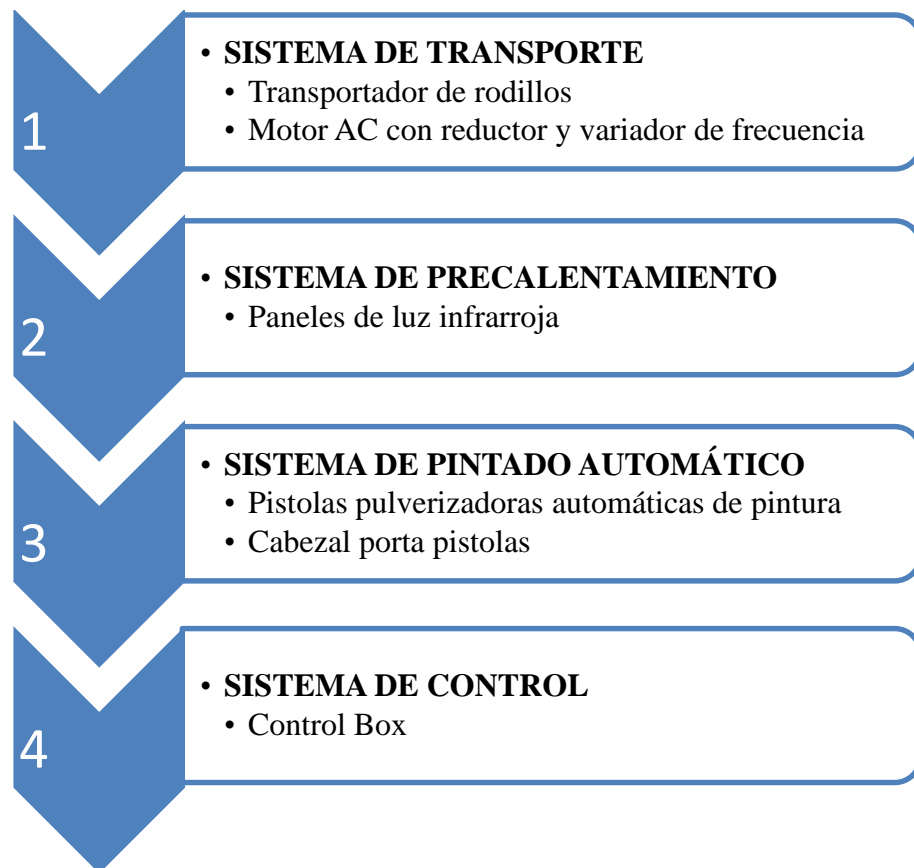 1
• SISTEMA DE TRANSPORTE
• Transportador de rodillos
• Motor AC con reductor y variador de frecuencia
2
• SISTEMA DE PRECALENTAMIENTO
• Paneles de luz infrarroja
3
• SISTEMA DE PINTADO AUTOMÁTICO
• Pistolas pulverizadoras automáticas de pintura
• Cabezal porta pistolas
4
• SISTEMA DE CONTROL
• Control Box